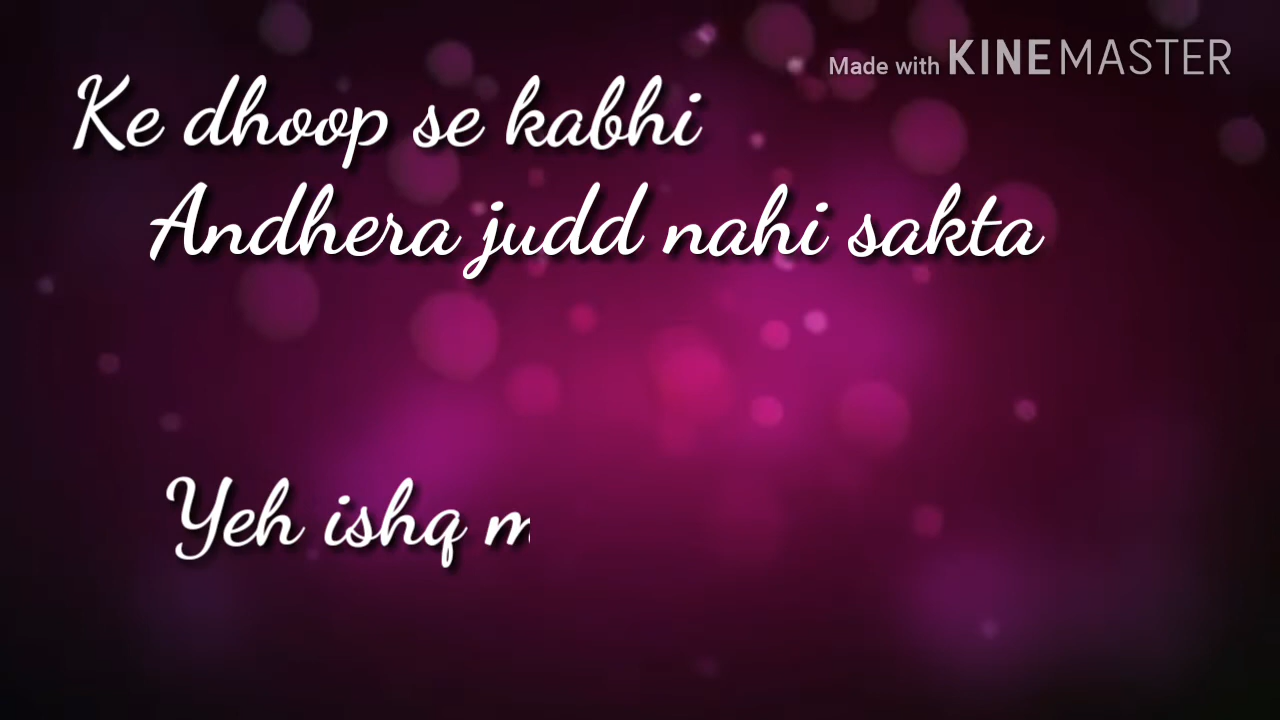 Made with KINEMASTER
Ke dhoop se kabhi
Andhera judd nahi sakta
Yeh ishq